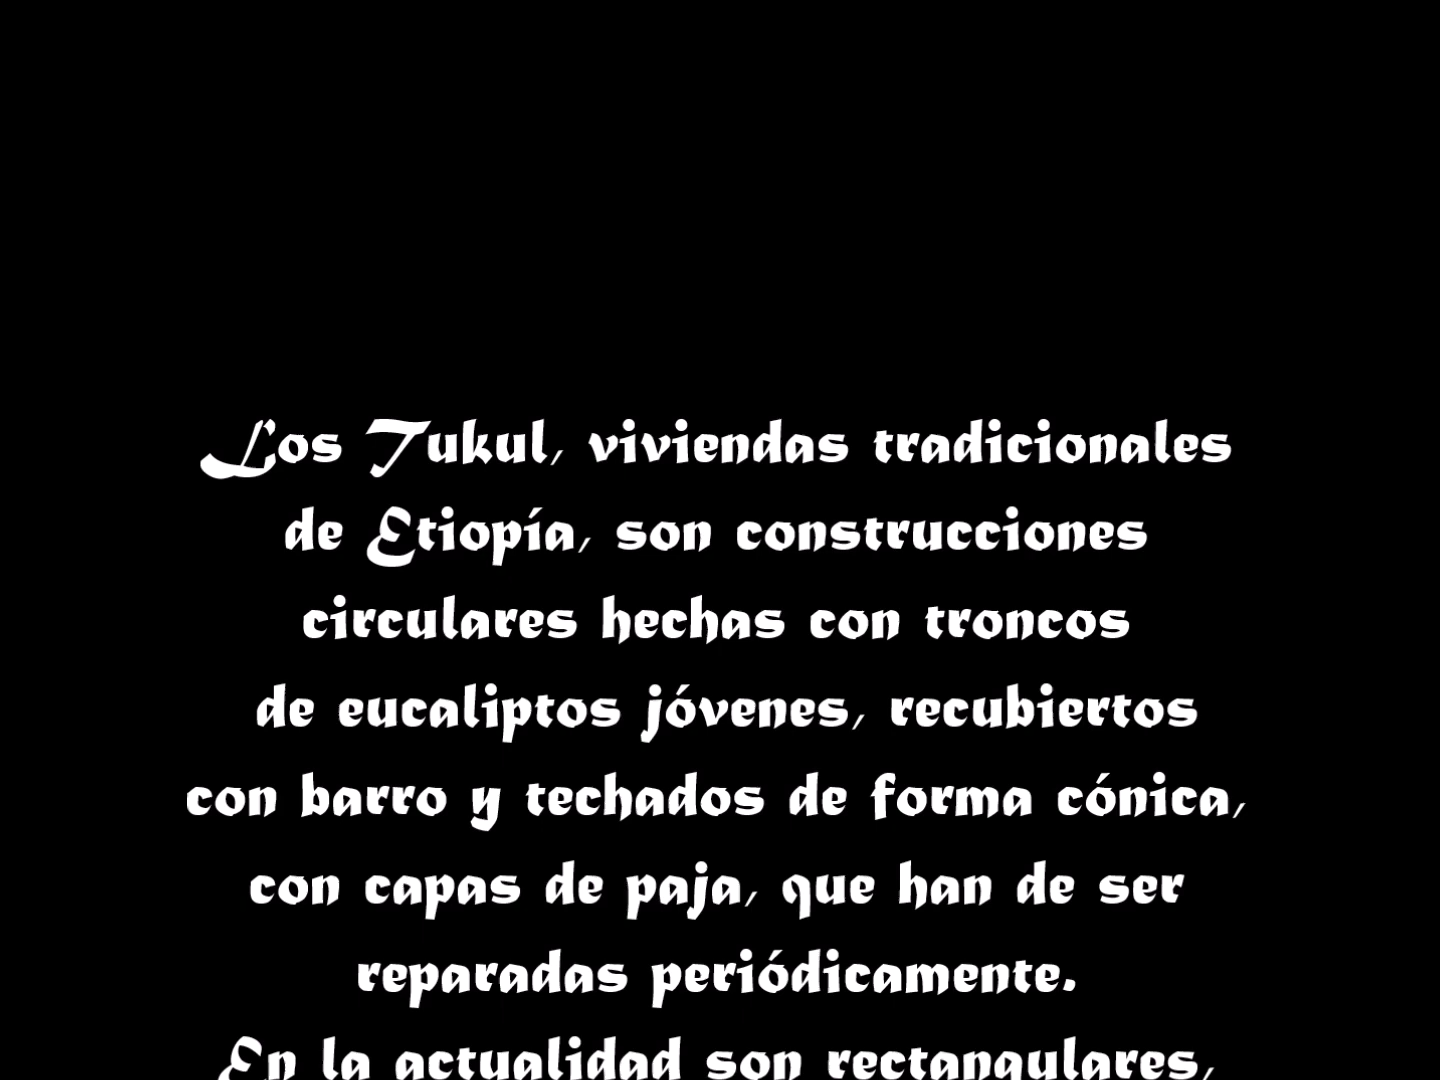 Los Tukul, viviendas tradicionales
de Etiopía, son construcciones
circulares hechas con troncos
de eucaliptos jóvenes, recubiertos
con barro y techados de forma cónica,
con capas de paja, que han de ser
reparadas periódicamente.
En la actualidad son rectangulares,